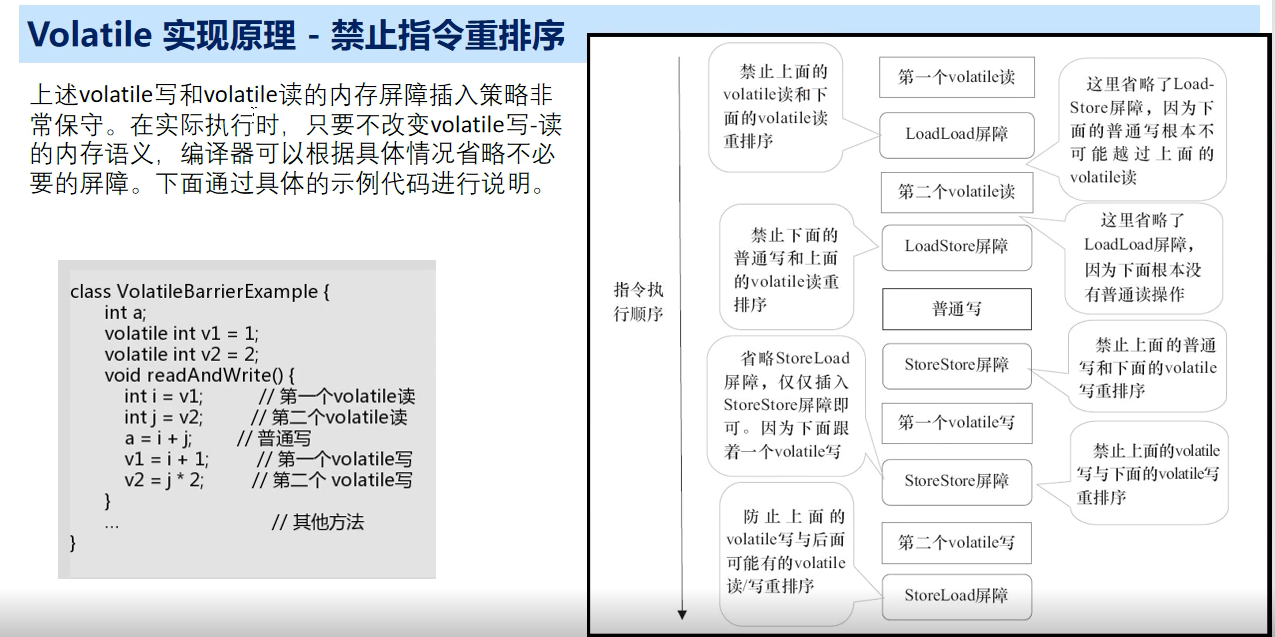 Volatile 实现原理 - 禁止指令重排序
上述volatile写和volatile读的内存屏障插入策略非
常保守。在实际执行时，只要不改变volatile写-读
的内存语义，编译器可以根据具体情况省略不必
要的屏障。下面通过具体的示例代码进行说明。
class VolatileBarrierExample {
int a;
volatile int v1 = 1;
volatile int v2 = 2;
void readAndWrite() {
int i = v1; // 第一个volatile读
int j = v2; // 第二个volatile读
a = i + j; // 普通写
v1 = i + 1; // 第一个volatile写
v2 = j * 2; // 第二个 volatile写
}
... // 其他方法
}
指令执
行顺序
禁止上面的
volatile读和下
面的volatile读
重排序
第一个volatile读
LoadLoad屏障
这里省略了Load-
Store屏障，因为下
面的普通写根本不
可能越过上面的
volatile读
第二个volatile读
禁止下面的
普通写和上面
的volatile读重
排序
LoadStore屏障
这里省略了
LoadLoad屏障，
因为下面根本没
有普通读操作
普通写
省略StoreLoad
屏障，仅仅插入
StoreStore屏障即
可。因为下面跟
着一个volatile写
StoreStore屏障
禁止上面的普通
写和下面的volatile
写重排序
第一个volatile写
StoreStore屏障
禁止上面的volatile
写与下面的volatile写
重排序
防止上面的
volatile写与后面
可能有的volatile
读/写重排序
第二个volatile写
StoreLoad屏障